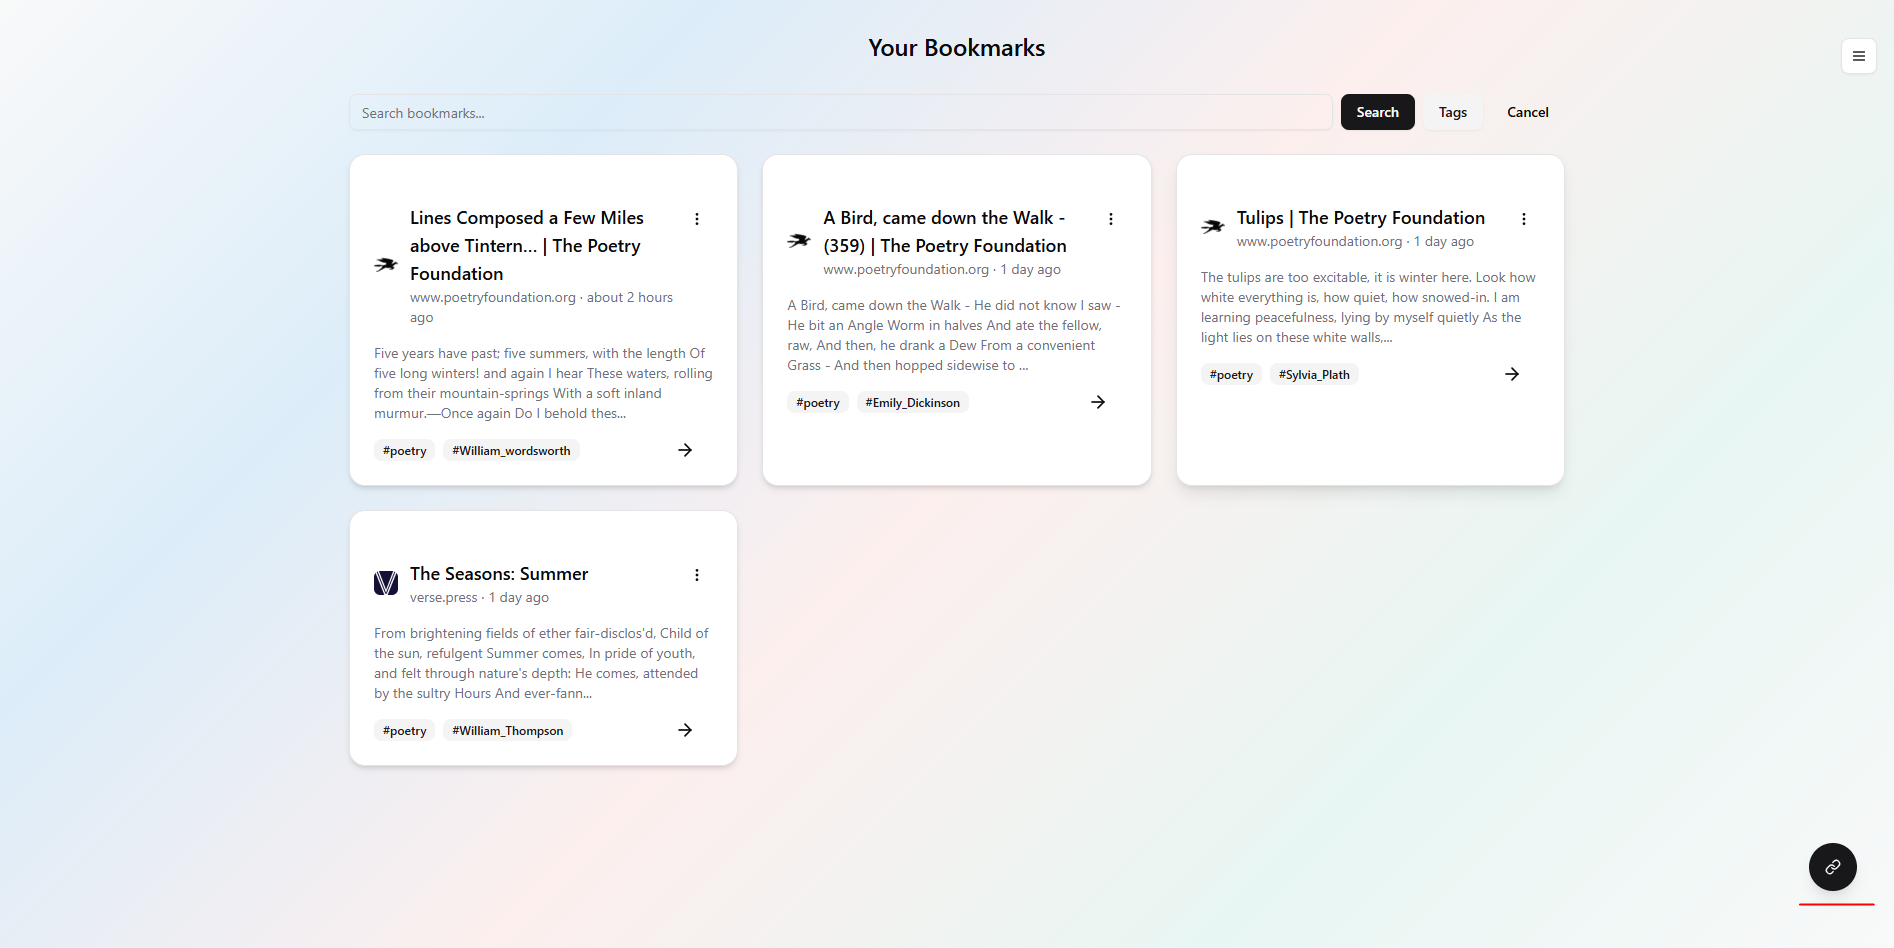 Your Bookmarks
Search bookmarks...
Search
Tags
Cancel
Lines Composed a Few Miles
above Tintern... | The Poetry
Foundation
www.poetryfoundation.org · about 2 hours
ago
Five years have past; five summers, with the length Of
five long winters! and again I hear These waters, rolling
from their mountain-springs With a soft inland
murmur.—Once again Do I behold thes...
#poetry
#William_wordsworth
A Bird, came down the Walk -
(359) | The Poetry Foundation
www.poetryfoundation.org · 1 day ago
A Bird, came down the Walk - He did not know I saw -
He bit an Angle Worm in halves And ate the fellow,
raw, And then, he drank a Dew From a convenient
Grass - And then hopped sidewise to ...
#poetry
#Emily_Dickinson
Tulips | The Poetry Foundation
www.poetryfoundation.org · 1 day ago
The tulips are too excitable, it is winter here. Look how
white everything is, how quiet, how snowed-in. I am
learning peacefulness, lying by myself quietly As the
light lies on these white walls,...
#poetry
#Sylvia_Plath
The Seasons: Summer
verse.press · 1 day ago
From brightening fields of ether fair-disclos'd, Child of
the sun, refulgent Summer comes, In pride of youth,
and felt through nature's depth: He comes, attended
by the sultry Hours And ever-fann...
#poetry
#William_Thompson